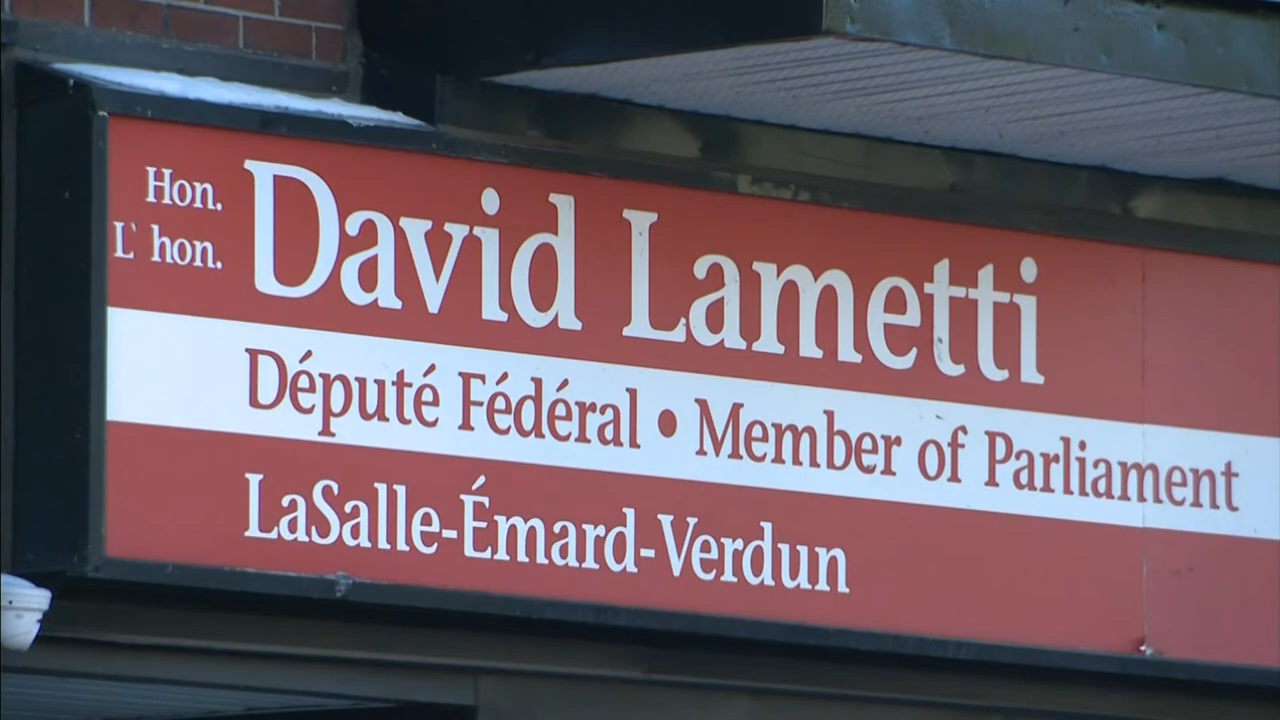 Hon.
L` hon.
David Lametti
Député Fédéral • Member of Parliament
LaSalle-Émard-Verdun